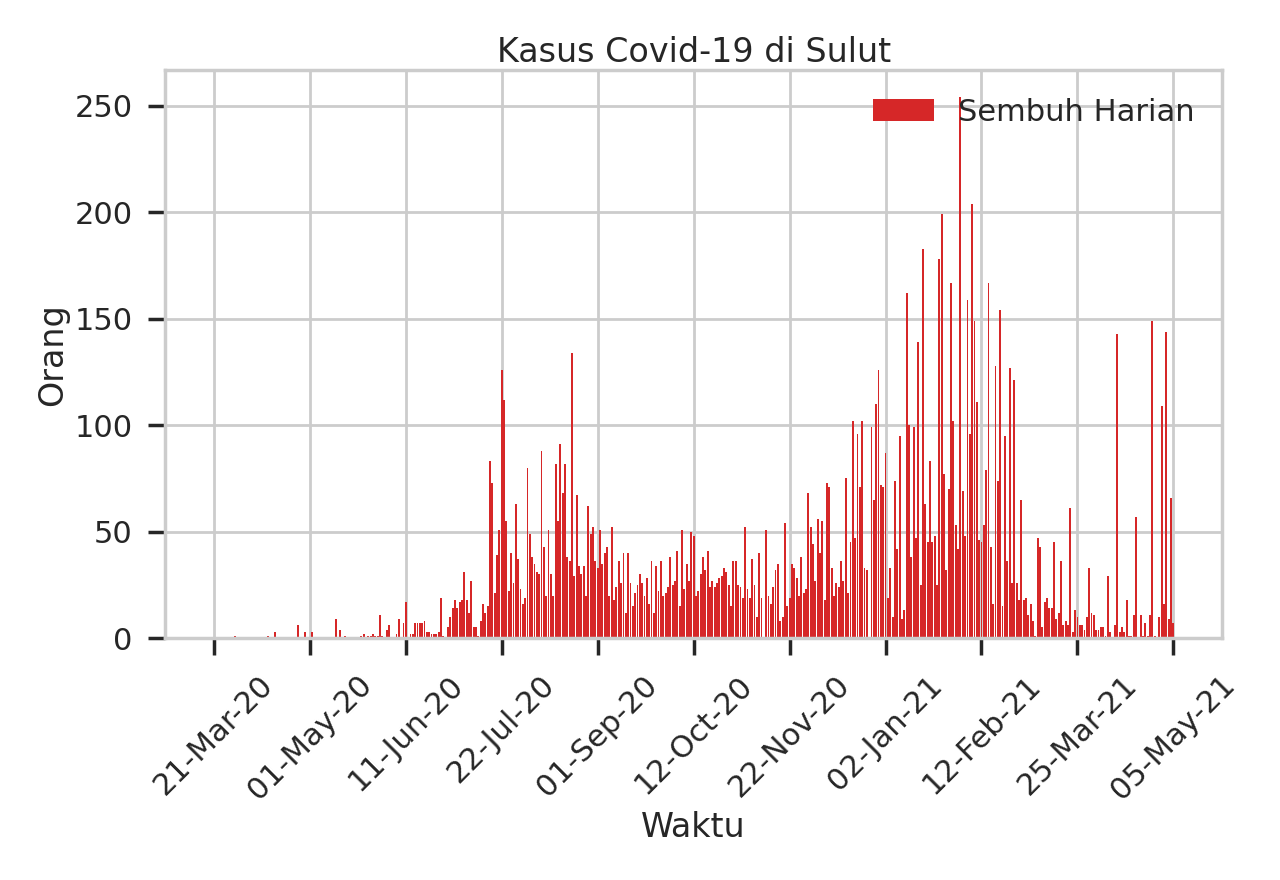 Kasus Covid-19 di Sulut
Sembuh Harian
Orang
250
200
150
100
50
0
21-Mar-20
01-May-20
11-Jun-20
22-Jul-20
01-Sep-20
12-Oct-20
22-Nov-20
02-Jan-21
12-Feb-21
25-Mar-21
05-May-21
Waktu